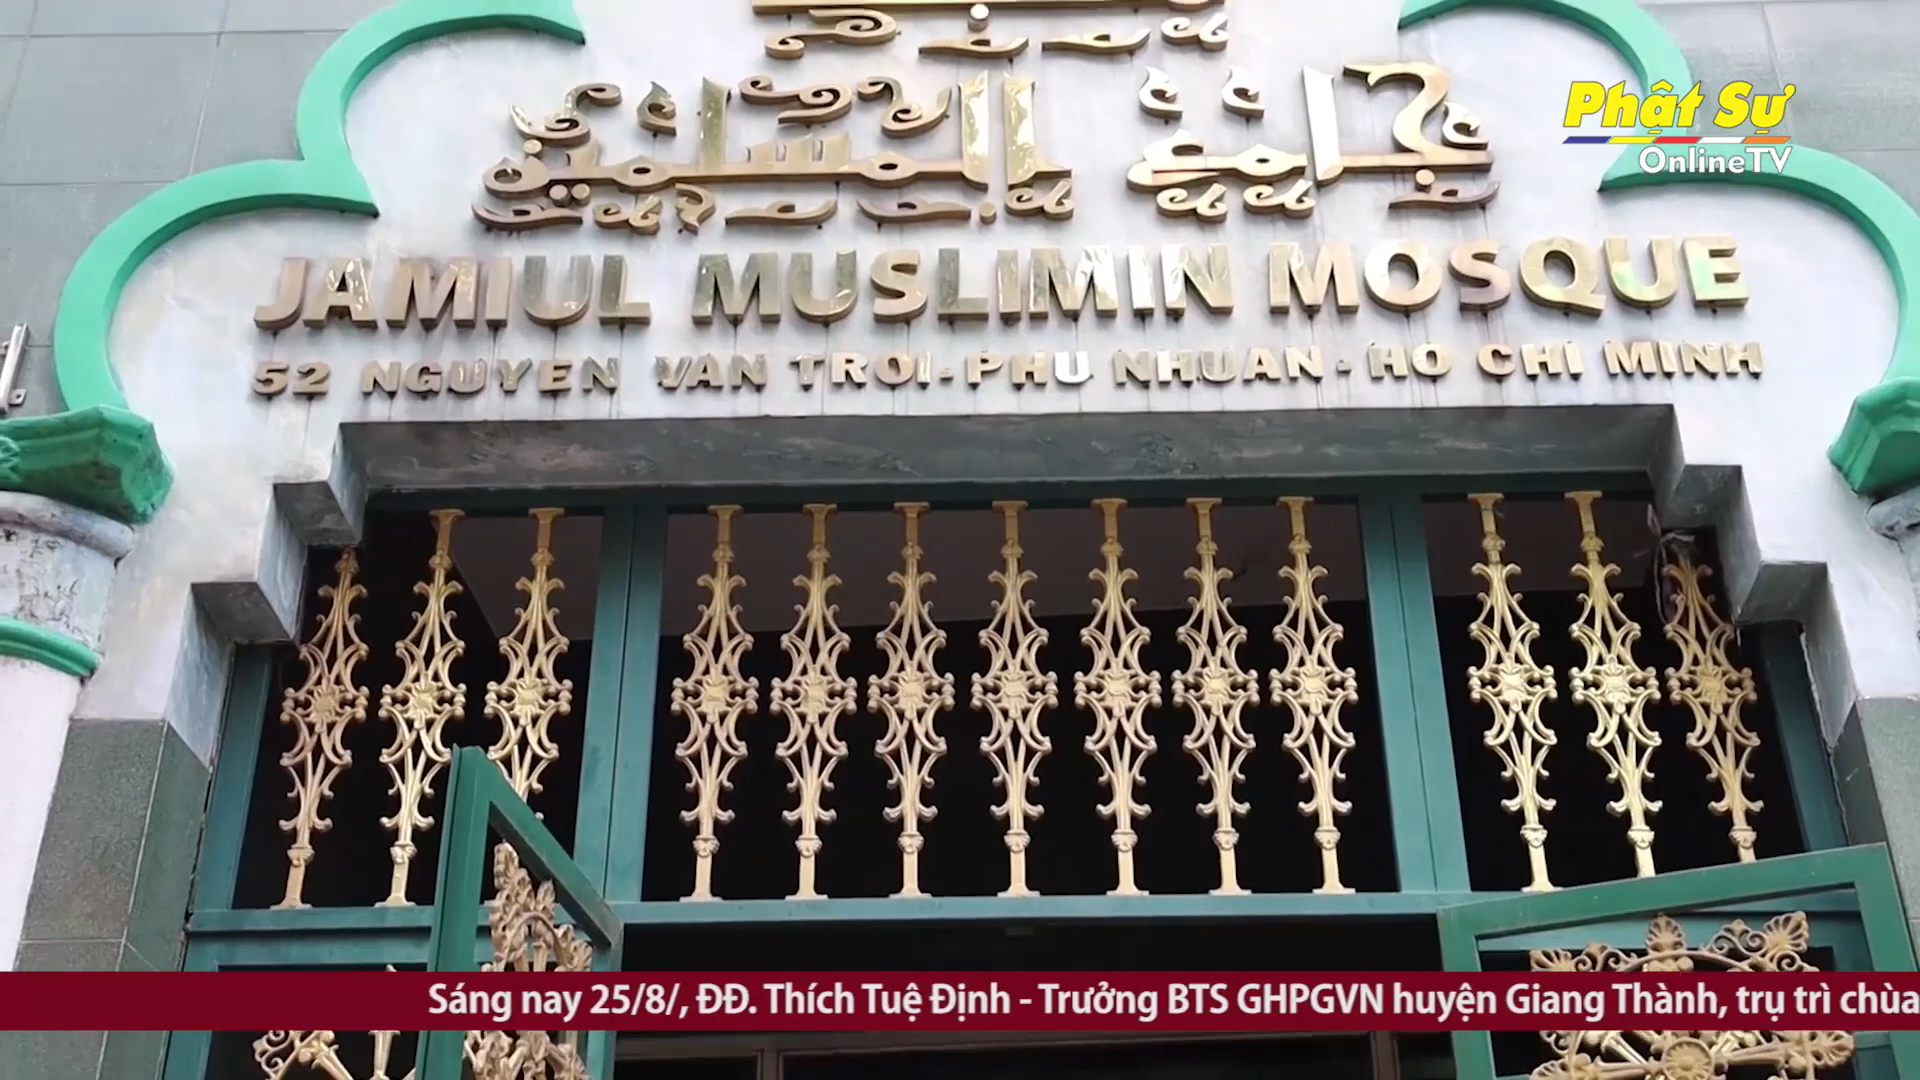 جامع المسلمين
JAMIUL MUSLIMIN MOSQUE
52 NGUYEN VAN TROI - PHU NHUAN - HO CHI MINH
Phật Sự
OnlineTV
Sáng nay 25/8/, ĐĐ. Thích Tuệ Định - Trưởng BTS GHPGVN huyện Giang Thành, trụ trì chùa